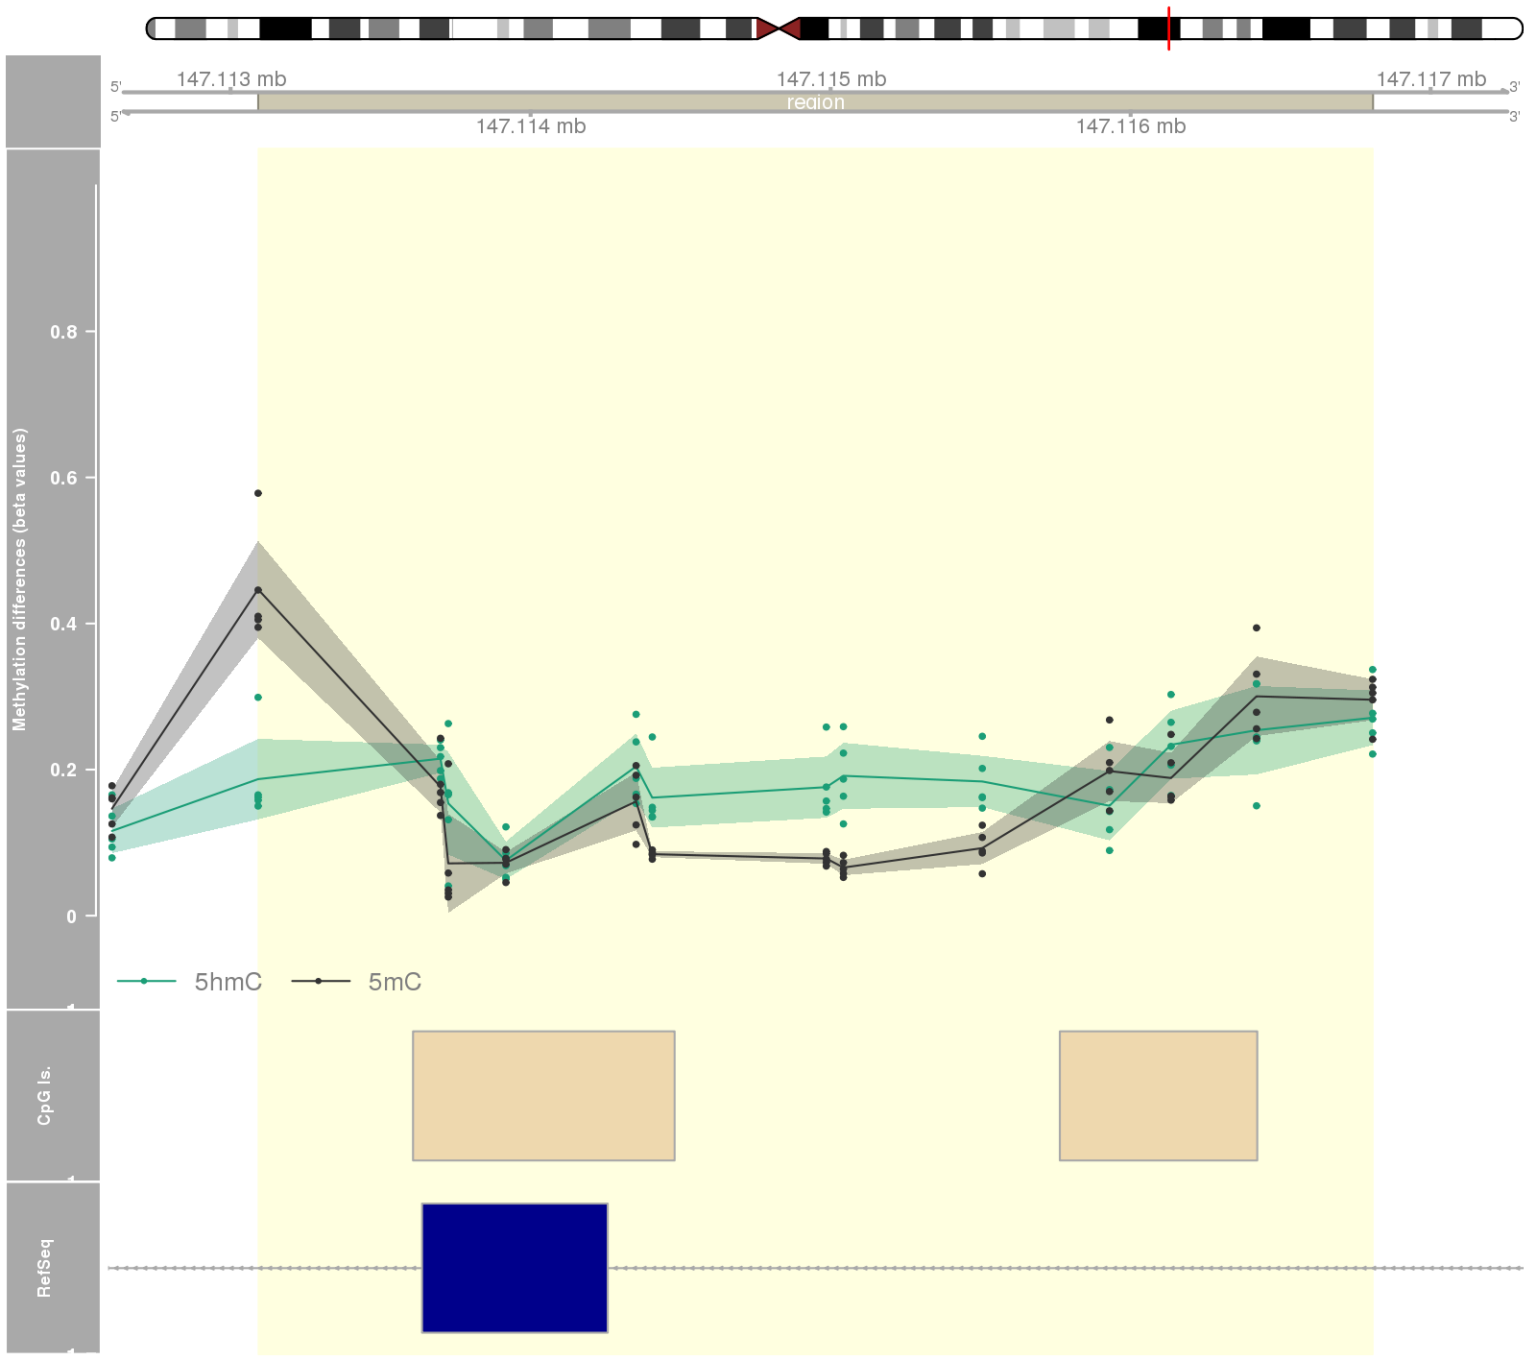 147.113 mb 147.115 mb 147.117 mb
5' 3'
region
5' 3'
147.114 mb 147.116 mb
Methylation differences (beta values)
0.8
0.6
0.4
0.2
0
5hmC 5mC
CpG Is.
RefSeq